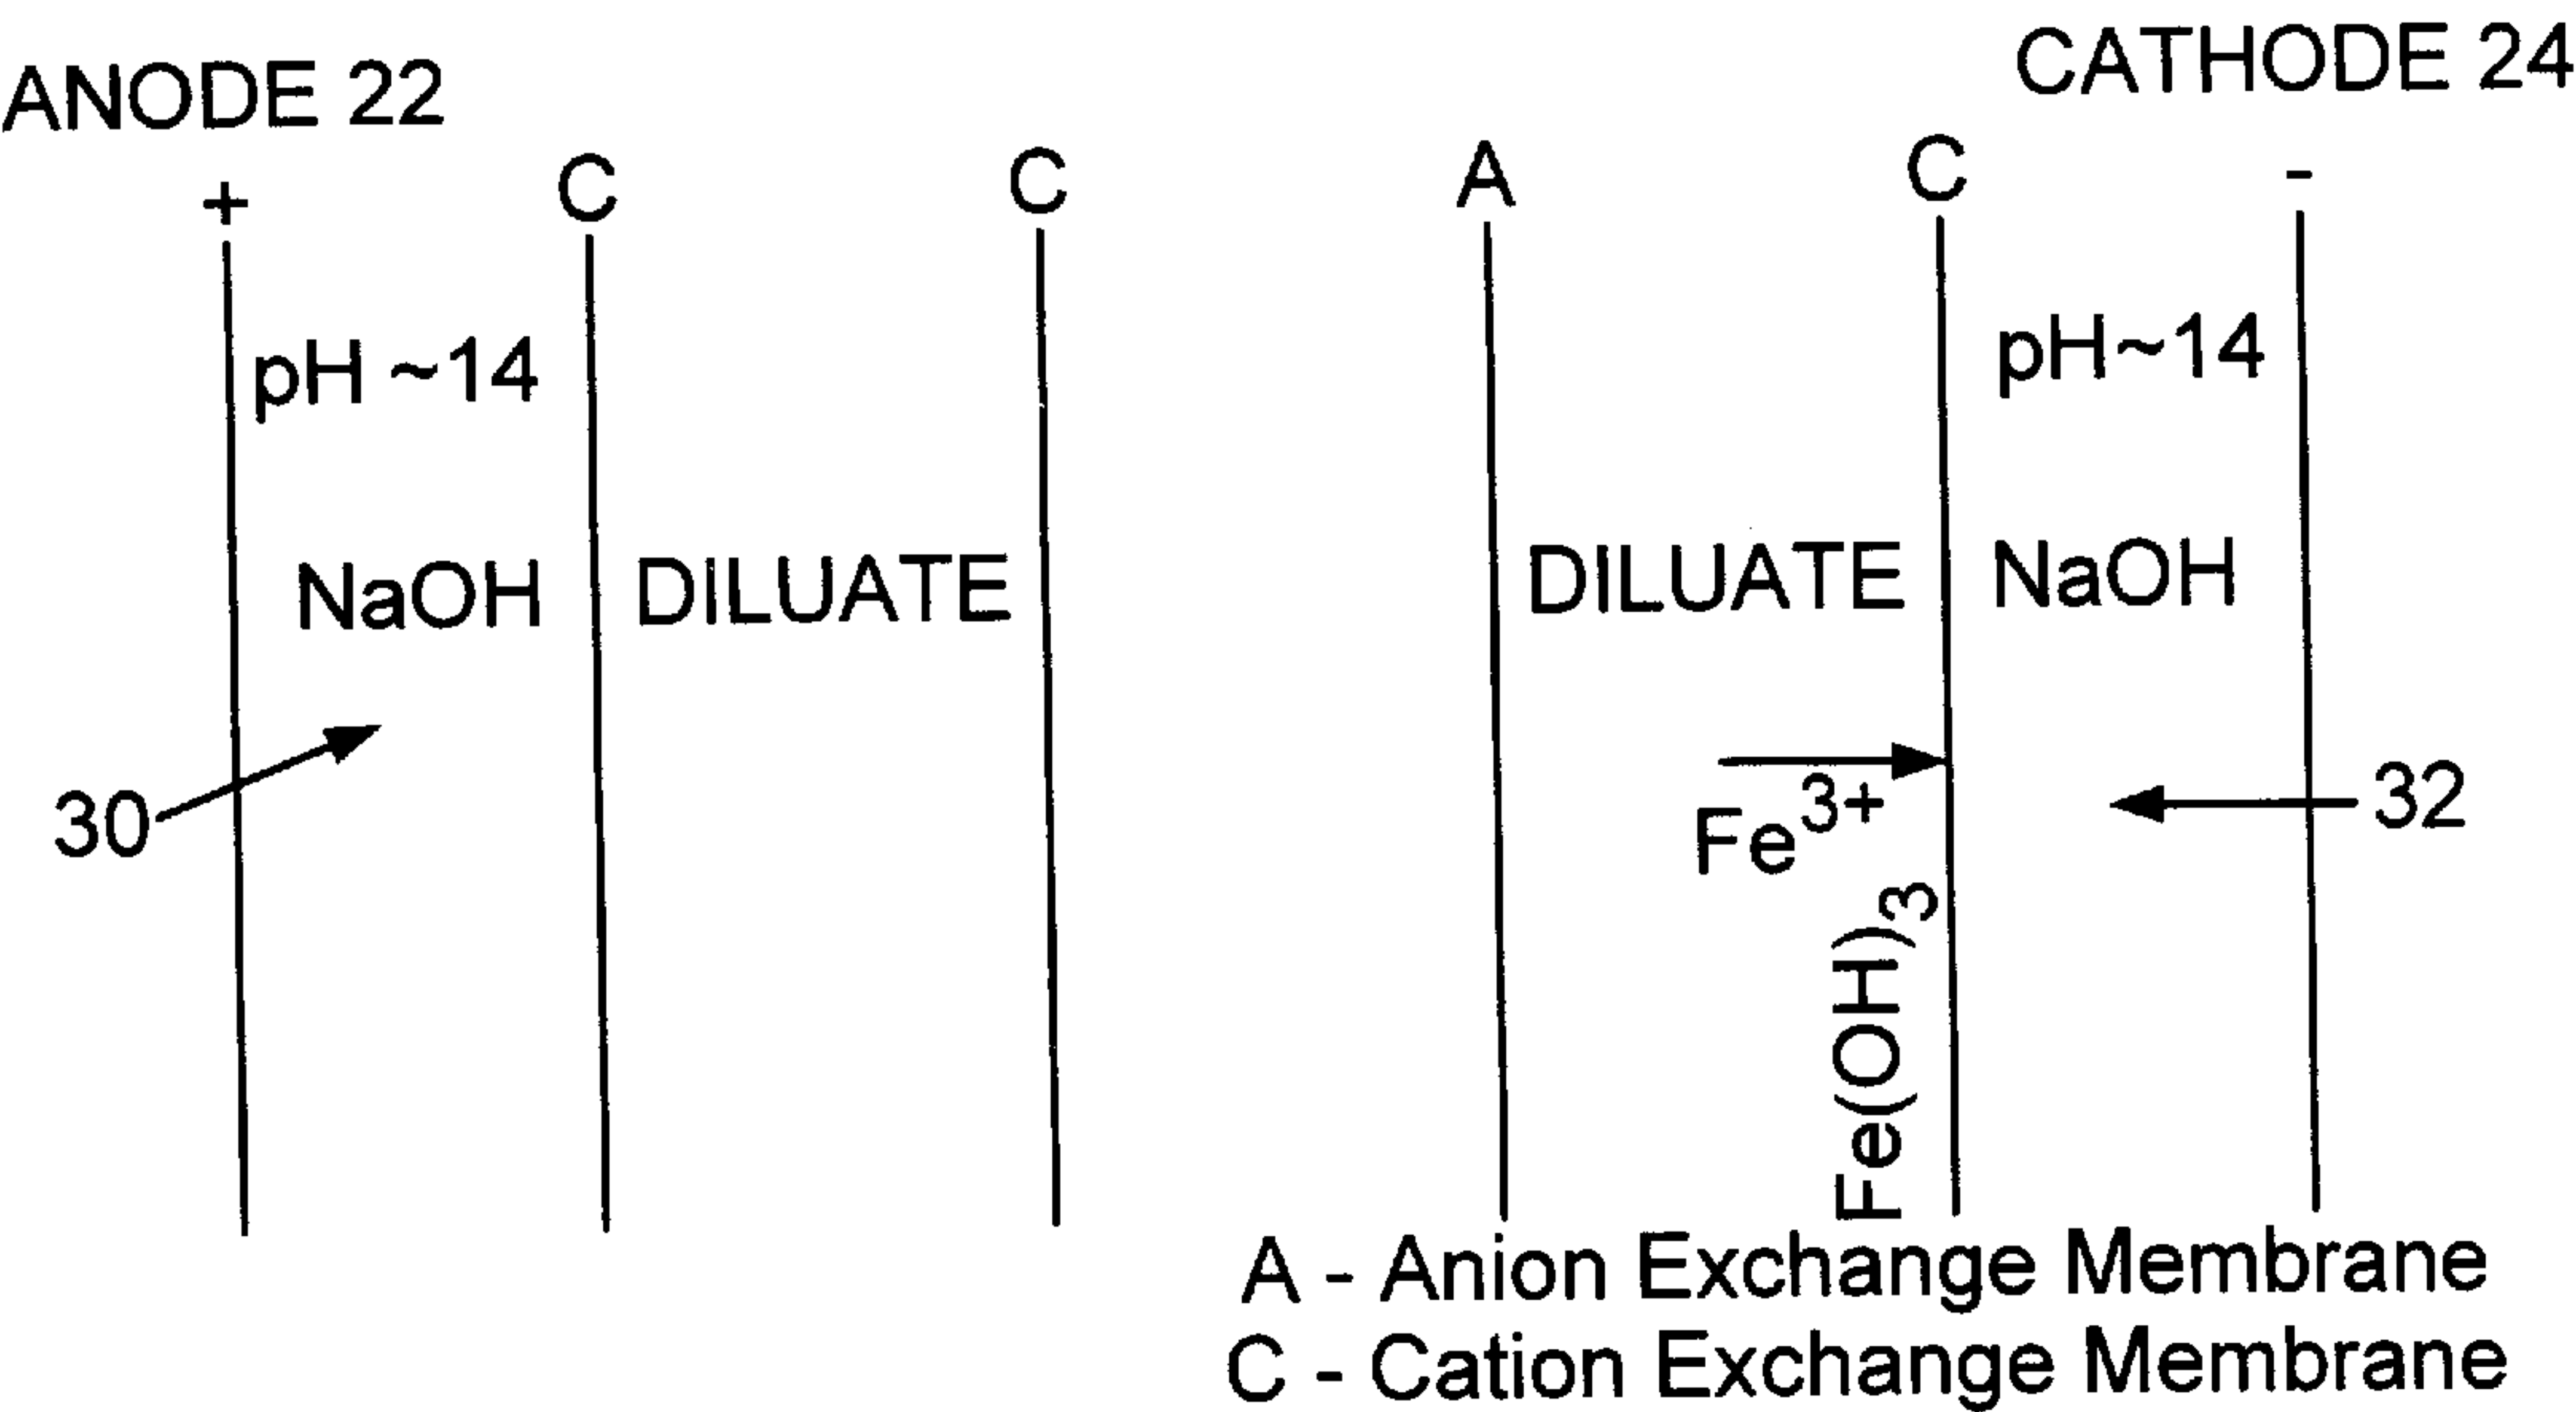 ANODE 22
CATHODE 24
+
C
C
A
C
-
pH ~14
pH~14
NaOH
DILUATE
DILUATE
NaOH
30
Fe3+
32
Fe(OH)3
A - Anion Exchange Membrane
C - Cation Exchange Membrane